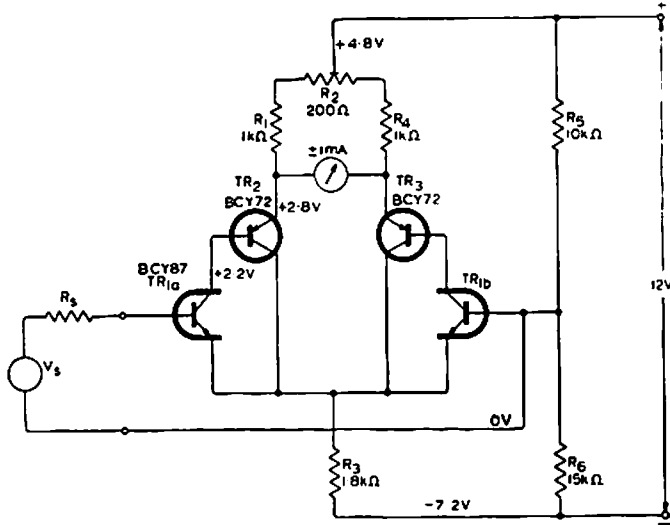 +
+4·8V
R2
200Ω
R1
1kΩ
R4
1kΩ
R5
10kΩ
±1mA
TR2
BCY72
TR3
BCY72
+2·8V
BCY87
TR1a
+2·2V
TR1b
12V
RS
VS
0V
R3
1·8kΩ
R6
15kΩ
-7·2V
−